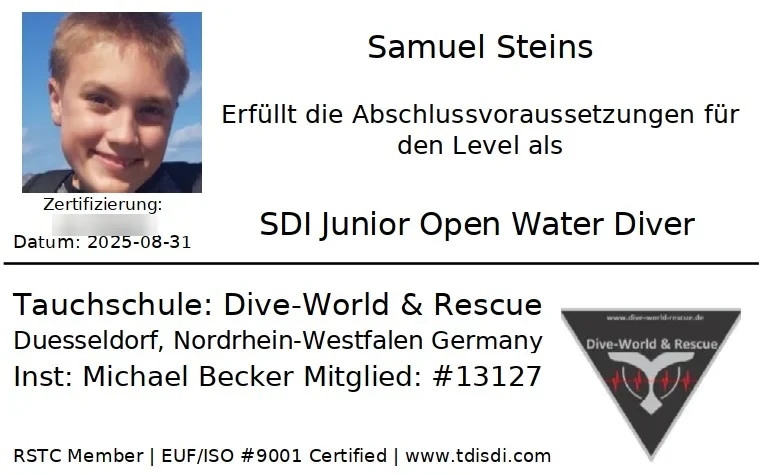 Samuel Steins
Erfüllt die Abschlussvoraussetzungen für
den Level als
SDI Junior Open Water Diver
Zertifizierung:
Datum: 2025-08-31
Tauchschule: Dive-World & Rescue
Duesseldorf, Nordrhein-Westfalen Germany
Inst: Michael Becker Mitglied: #13127
www.dive-world-rescue.de
Dive-World & Rescue
RSTC Member | EUF/ISO #9001 Certified | www.tdisdi.com